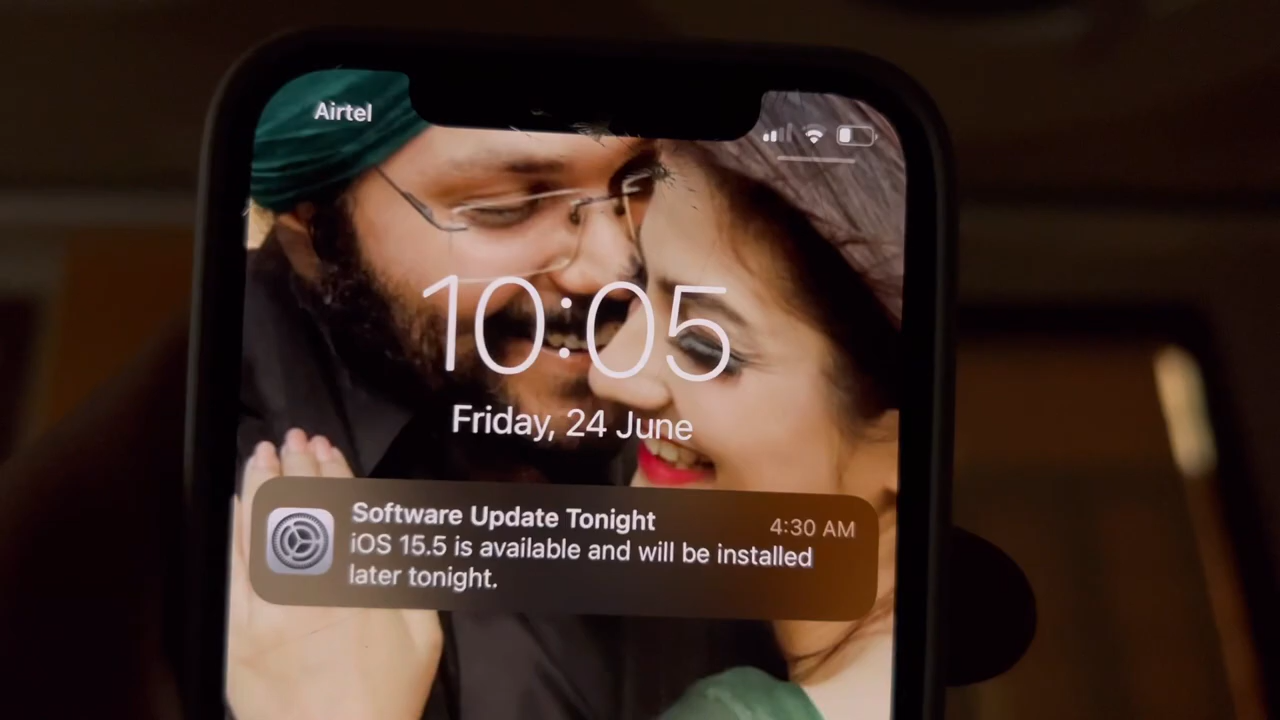 Airtel
10:05
Friday, 24 June
Software Update Tonight 4:30 AM
iOS 15.5 is available and will be installed
later tonight.